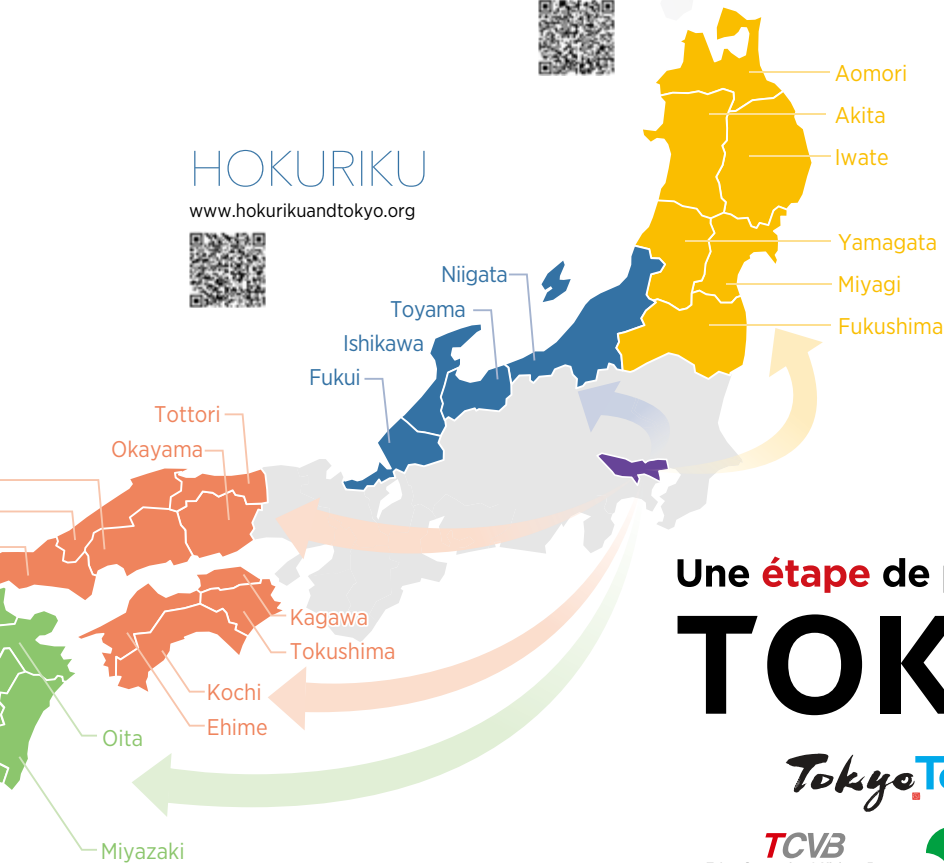 Aomori
Akita
Iwate
HOKURIKU
www.hokurikuandtokyo.org
Yamagata
Niigata
Miyagi
Toyama
Fukushima
Ishikawa
Fukui
Tottori
Okayama
Une étape de
TOK
Kagawa
Tokushima
Kochi
Ehime
Oita
Tokyo
TCVB
Miyazaki